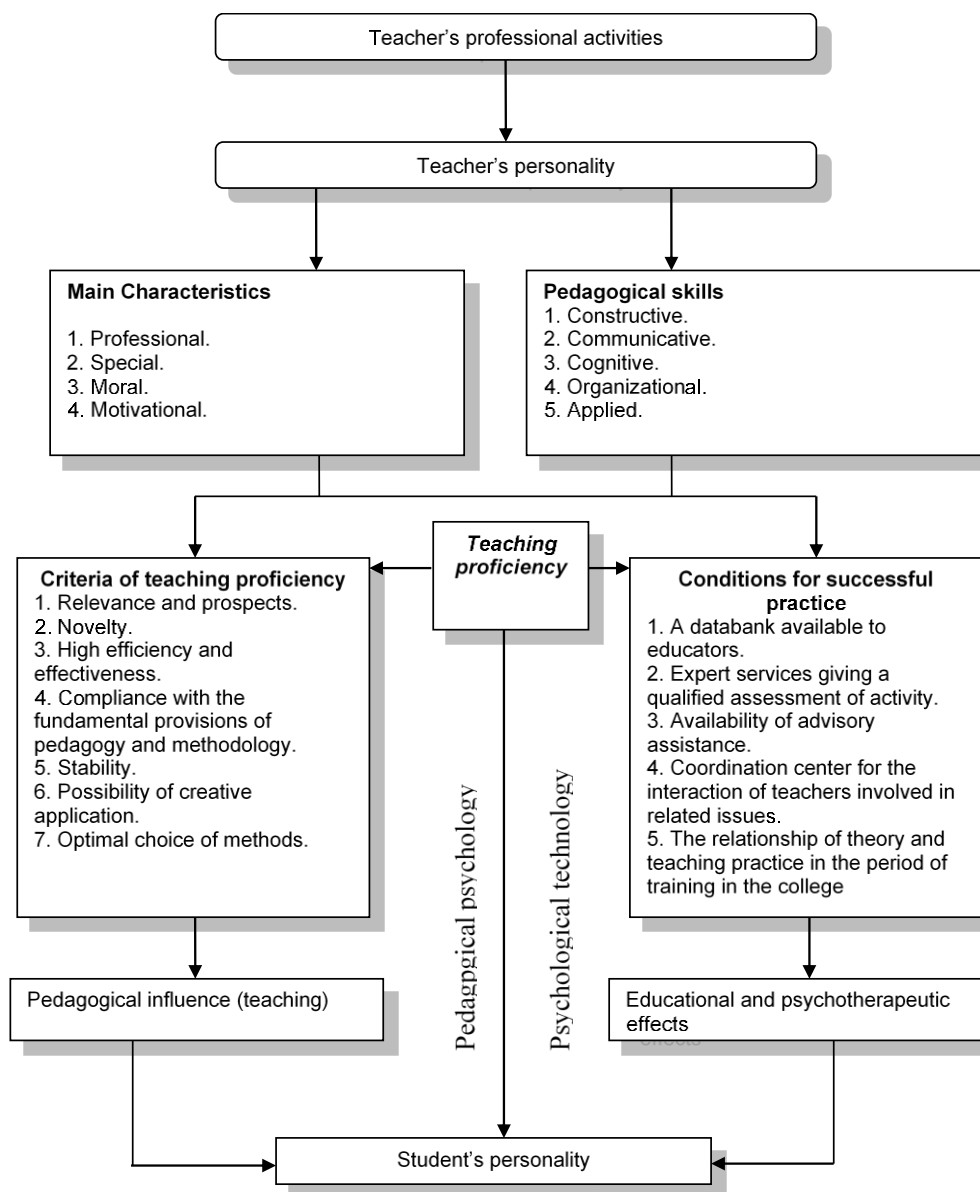 Teacher’s professional activities
Teacher’s personality
Main Characteristics
1. Professional.
2. Special.
3. Moral.
4. Motivational.
Pedagogical skills
1. Constructive.
2. Communicative.
3. Cognitive.
4. Organizational.
5. Applied.
Teaching
proficiency
Criteria of teaching proficiency
1. Relevance and prospects.
2. Novelty.
3. High efficiency and
effectiveness.
4. Compliance with the
fundamental provisions of
pedagogy and methodology.
5. Stability.
6. Possibility of creative
application.
7. Optimal choice of methods.
Conditions for successful
practice
1. A databank available to
educators.
2. Expert services giving a
qualified assessment of activity.
3. Availability of advisory
assistance.
4. Coordination center for the
interaction of teachers involved in
related issues.
5. The relationship of theory and
teaching practice in the period of
training in the college
Pedagpgical psychology
Psychological technology
Pedagogical influence (teaching)
Educational and psychotherapeutic
effects
Student’s personality